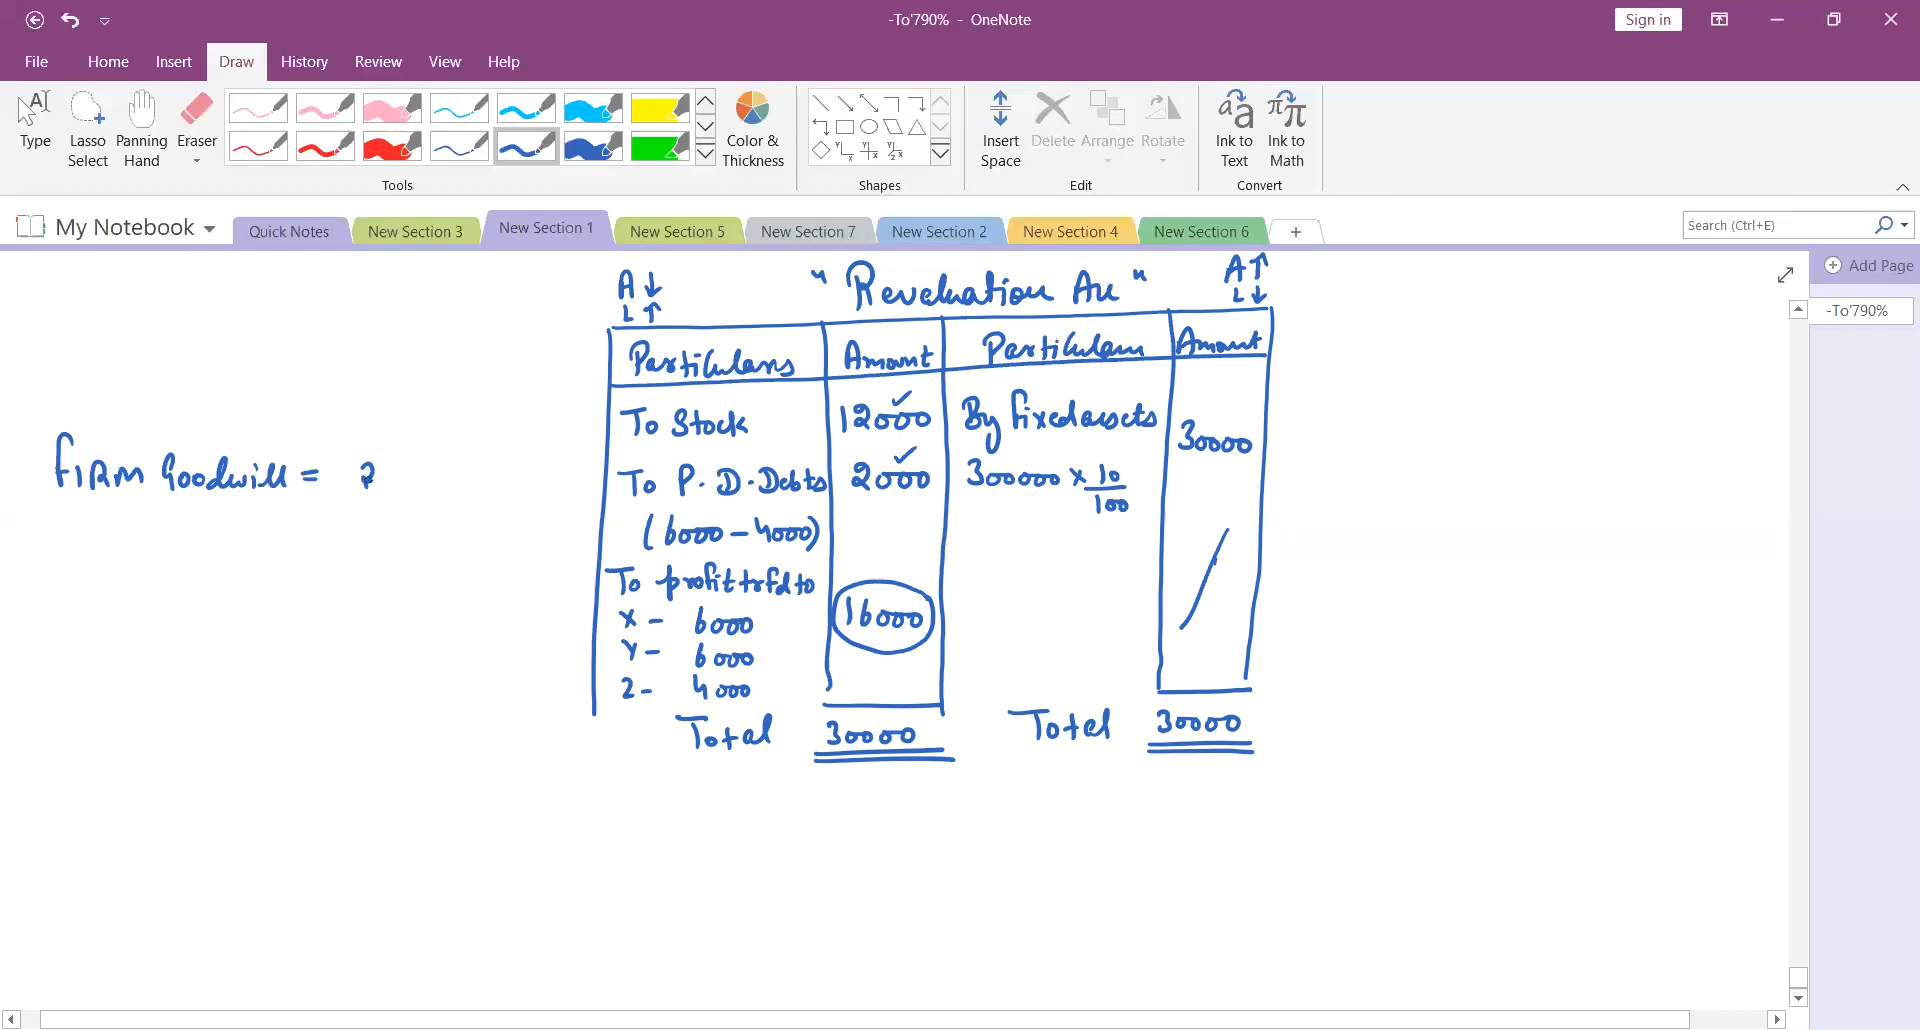 -To'790% - OneNote
Sign in
File Home Insert Draw History Review View Help
Type
Lasso Select
Panning Hand
Eraser
Color & Thickness
Insert Space
Delete
Arrange
Rotate
Ink to Text
Ink to Math
Tools
Shapes
Edit
Convert
My Notebook
Quick Notes
New Section 3
New Section 1
New Section 5
New Section 7
New Section 2
New Section 4
New Section 6
Search (Ctrl+E)
Add Page
-To'790%
A↓ "Revaluation A/c" A↑
L↑ L↓
Particulars Amount Particulars Amount
To Stock 12000 By fixed assets 30000
To P.D.Debts 2000 300000 × 10/100
(6000 - 4000)
To profit trfd to 16000
X - 6000
Y - 6000
Z - 4000
Total 30000 Total 30000
FIRM Goodwill =